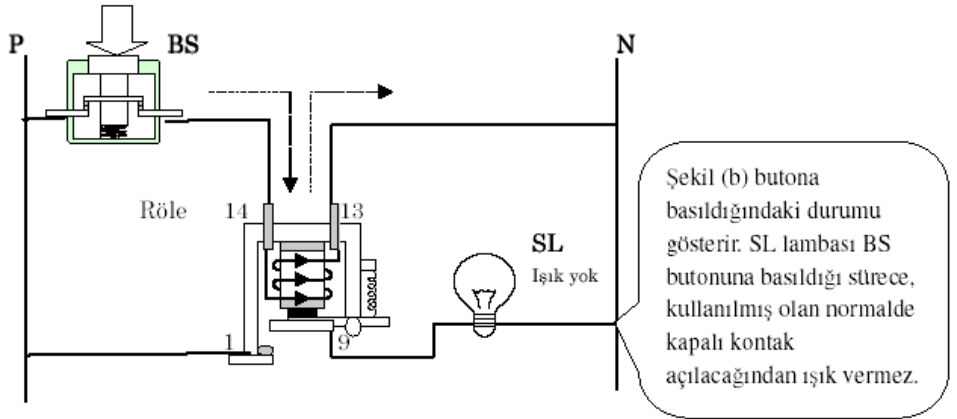 P
BS
N
Röle
14
13
SL
Işık yok
1
9
Şekil (b) butona
basıldığındaki durumu
gösterir. SL lambası BS
butonuna basıldığı sürece,
kullanılmış olan normalde
kapalı kontak
açılacağından ışık vermez.